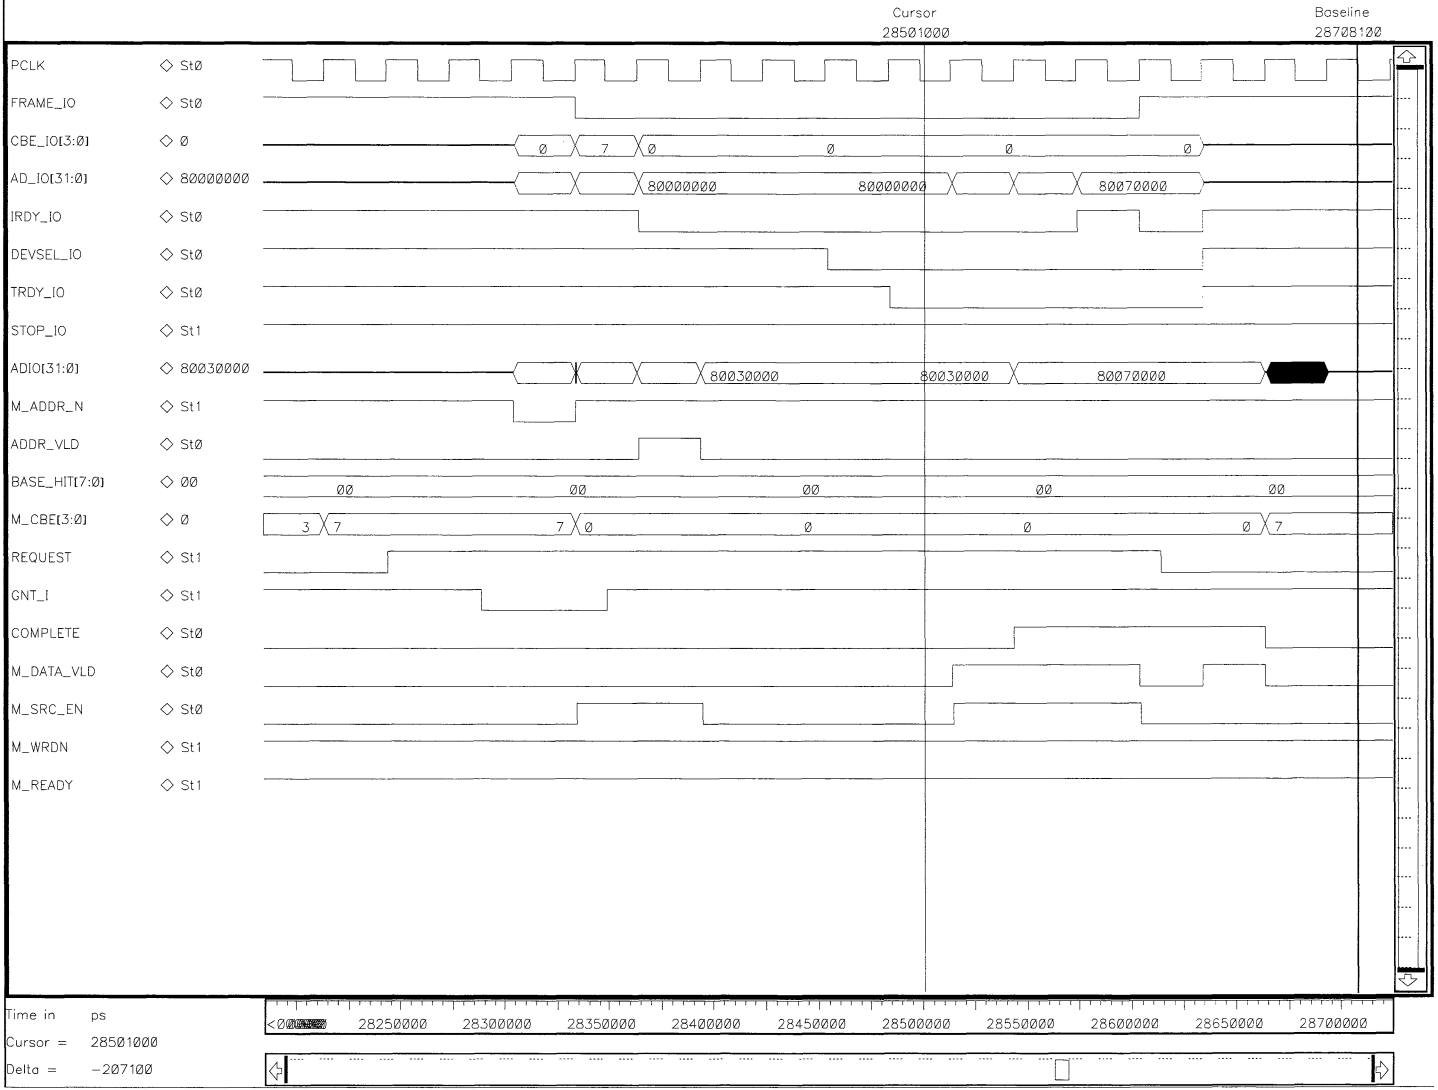 Cursor Baseline
28501000 28708100
PCLK St0
FRAME_IO St0
CBE_IO[3:0] 0 0 7 0 0 0 0
AD_IO[31:0] 80000000 80000000 80000000 80070000
IRDY_IO St0
DEVSEL_IO St0
TRDY_IO St0
STOP_IO St1
ADIO[31:0] 80030000 80030000 80030000 80070000
M_ADDR_N St1
ADDR_VLD St0
BASE_HIT[7:0] 00 00 00 00 00 00
M_CBE[3:0] 0 3 7 7 0 0 0 0 7
REQUEST St1
GNT_I St1
COMPLETE St0
M_DATA_VLD St0
M_SRC_EN St0
M_WRDN St1
M_READY St1
Time in ps 28250000 28300000 28350000 28400000 28450000 28500000 28550000 28600000 28650000 28700000
Cursor = 28501000
Delta = -207100